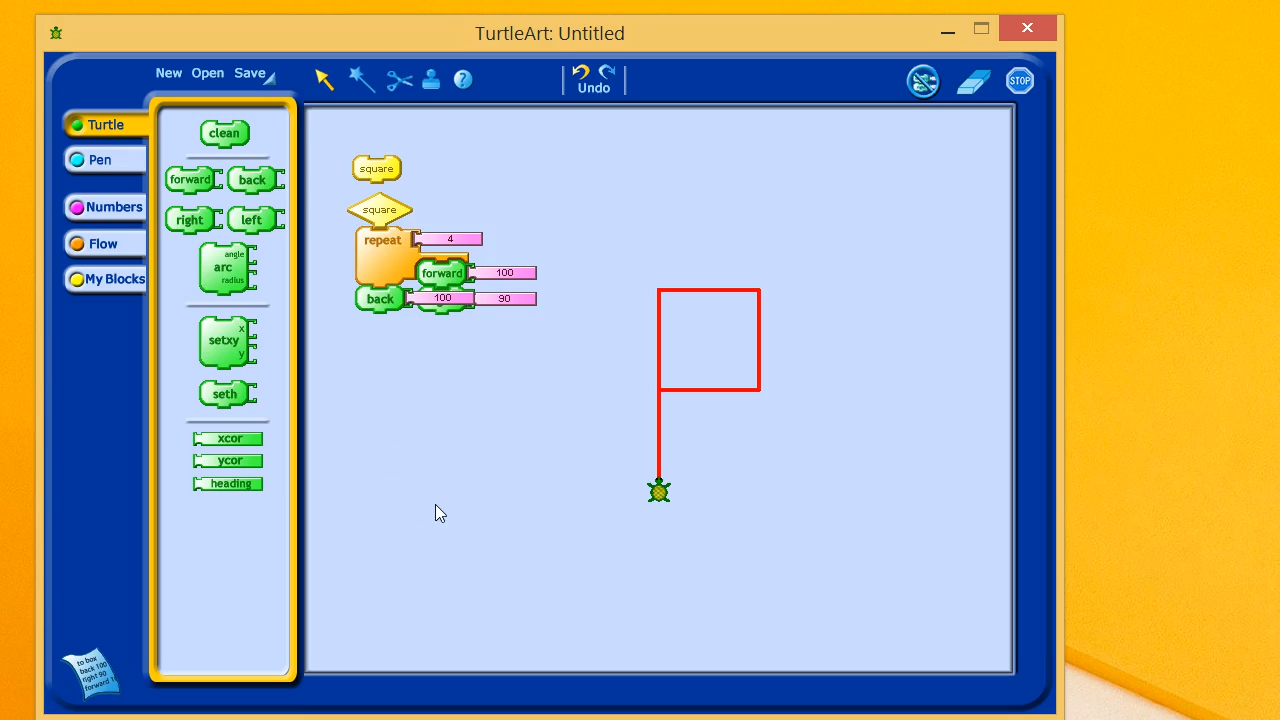 TurtleArt: Untitled
New Open Save
Undo
STOP
Turtle
Pen
Numbers
Flow
My Blocks
clean
forward back
right left
angle
arc
radius
x
setxy
y
seth
xcor
ycor
heading
square
square
repeat 4
forward 100
back 100 90
to box
back 100
right 90
forward 1